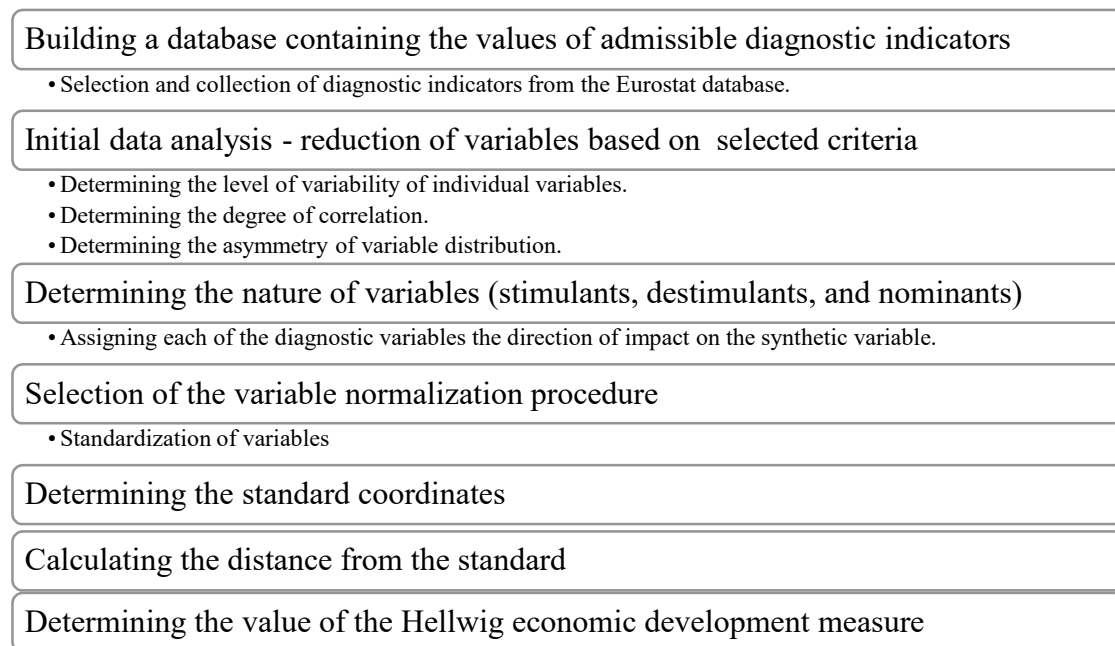 Building a database containing the values of admissible diagnostic indicators
• Selection and collection of diagnostic indicators from the Eurostat database.
Initial data analysis - reduction of variables based on  selected criteria
• Determining the level of variability of individual variables.
• Determining the degree of correlation.
• Determining the asymmetry of variable distribution.
Determining the nature of variables (stimulants, destimulants, and nominants)
• Assigning each of the diagnostic variables the direction of impact on the synthetic variable.
Selection of the variable normalization procedure
• Standardization of variables
Determining the standard coordinates
Calculating the distance from the standard
Determining the value of the Hellwig economic development measure